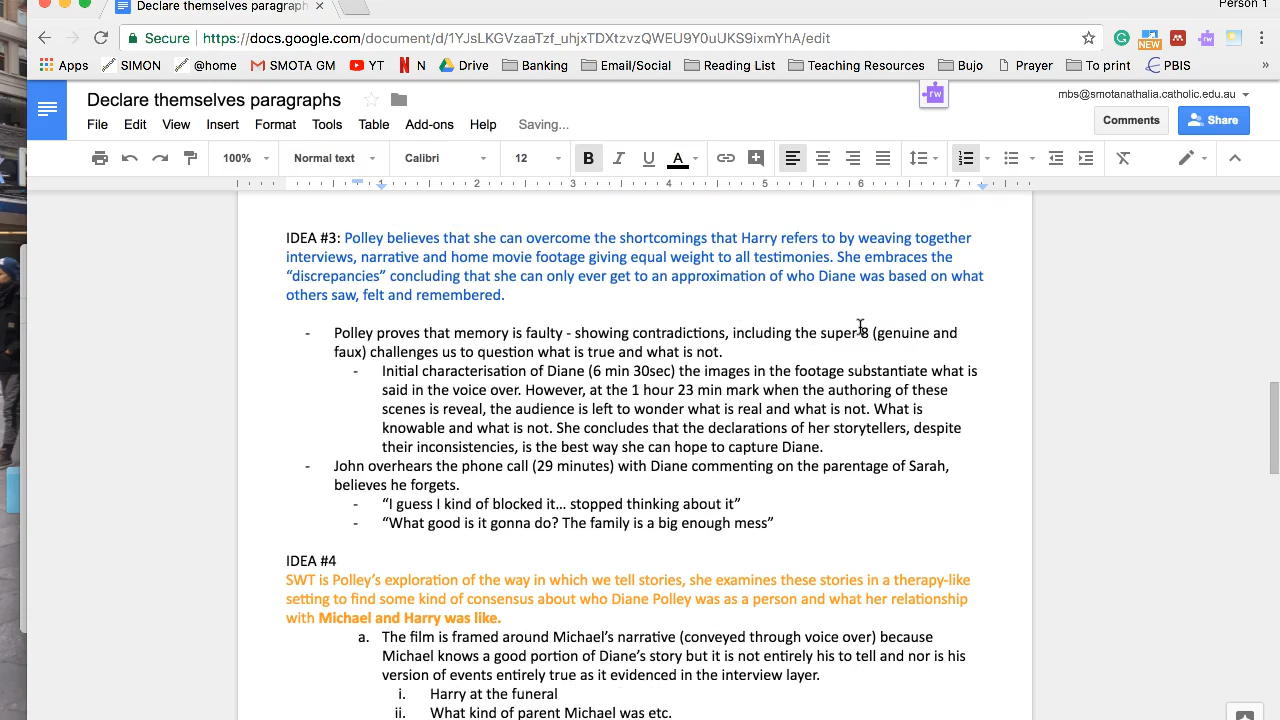 Person 1
Declare themselves paragraph ×
Secure | https://docs.google.com/document/d/1YJsLKGVzaaTzf_uhjxTDXtzvzQWEU9Y0uUKSSlxmYhA/edit
NEW rw
Apps SIMON @home SMOTA GM YT N Drive Banking Email/Social Reading List Teaching Resources Bujo Prayer To print PBIS »
Declare themselves paragraphs
rw
mbs@smotanathalia.catholic.edu.au
File Edit View Insert Format Tools Table Add-ons Help Saving...
Comments Share
100% Normal text Calibri 12 B I U A
1 2 3 4 5 6 7
IDEA #3: Polley believes that she can overcome the shortcomings that Harry refers to by weaving together
interviews, narrative and home movie footage giving equal weight to all testimonies. She embraces the
“discrepancies” concluding that she can only ever get to an approximation of who Diane was based on what
others saw, felt and remembered.
- Polley proves that memory is faulty - showing contradictions, including the super-8 (genuine and
faux) challenges us to question what is true and what is not.
- Initial characterisation of Diane (6 min 30sec) the images in the footage substantiate what is
said in the voice over. However, at the 1 hour 23 min mark when the authoring of these
scenes is reveal, the audience is left to wonder what is real and what is not. What is
knowable and what is not. She concludes that the declarations of her storytellers, despite
their inconsistencies, is the best way she can hope to capture Diane.
- John overhears the phone call (29 minutes) with Diane commenting on the parentage of Sarah,
believes he forgets.
- “I guess I kind of blocked it… stopped thinking about it”
- “What good is it gonna do? The family is a big enough mess”
IDEA #4
SWT is Polley’s exploration of the way in which we tell stories, she examines these stories in a therapy-like
setting to find some kind of consensus about who Diane Polley was as a person and what her relationship
with Michael and Harry was like.
a. The film is framed around Michael’s narrative (conveyed through voice over) because
Michael knows a good portion of Diane’s story but it is not entirely his to tell and nor is his
version of events entirely true as it evidenced in the interview layer.
i. Harry at the funeral
ii. What kind of parent Michael was etc.